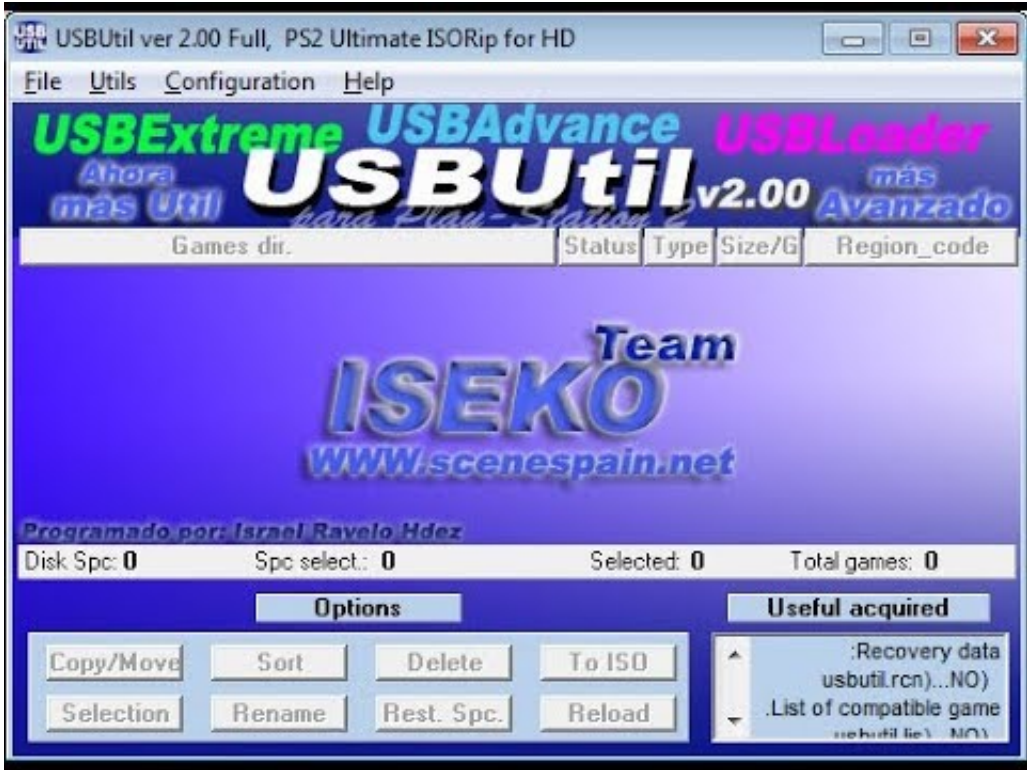 USBUtil ver 2.00 Full, PS2 Ultimate ISORip for HD
File Utils Configuration Help
USBExtreme USBAdvance USBLoader
Ahora más Util
USBUtil v2.00
para Play-Station 2
más Avanzado
Games dir. Status Type Size/G Region_code
Team
ISEKO
WWW.scenespain.net
Programado por: Israel Ravelo Hdez
Disk Spc: 0 Spc select.: 0 Selected: 0 Total games: 0
Options Useful acquired
Copy/Move Sort Delete To ISO
Selection Rename Rest. Spc. Reload
:Recovery data
usbutil.rcn)...NO)
.List of compatible game
usbutil.lis) NO)